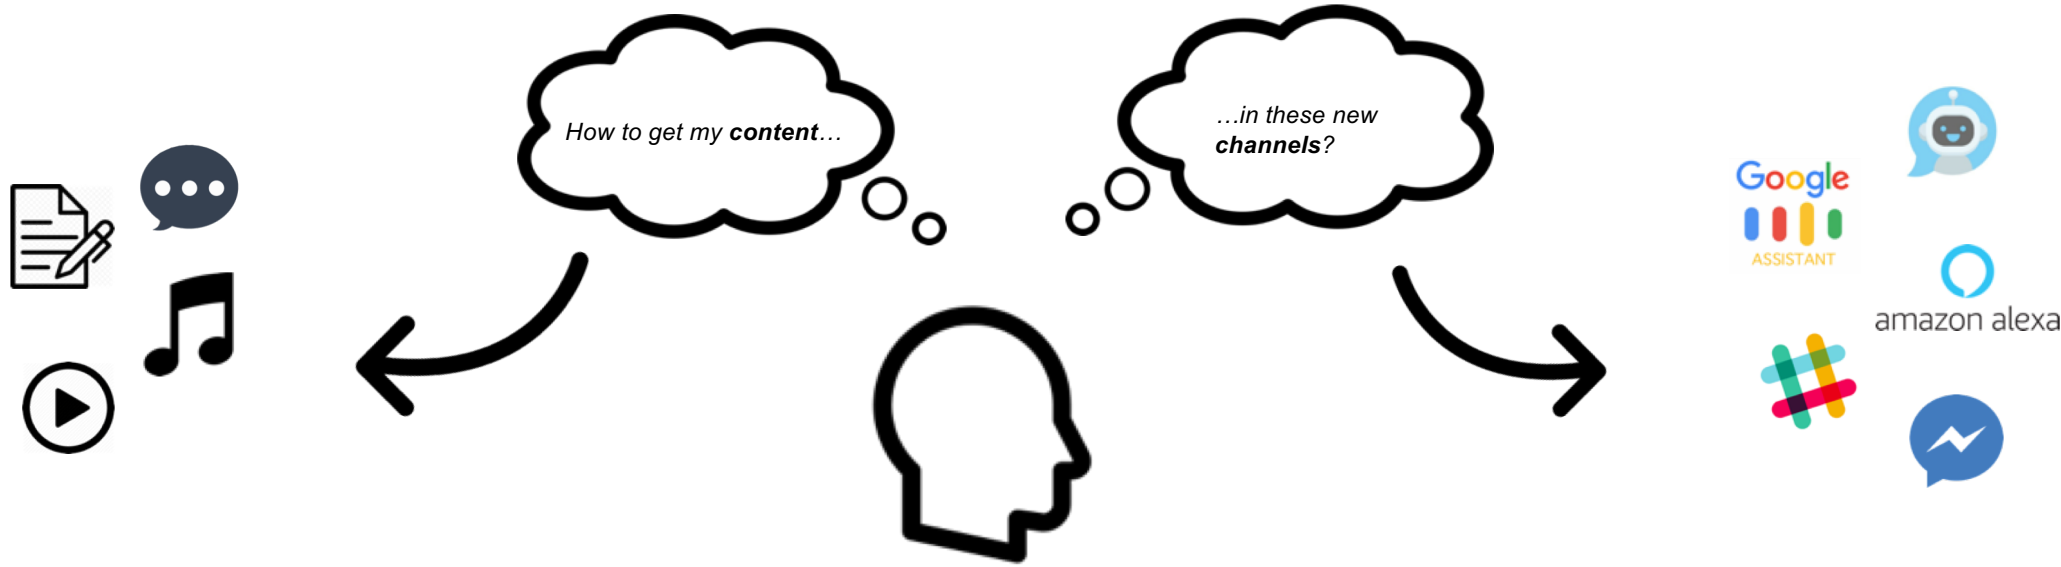 How to get my content…
…in these new
channels?
Google
ASSISTANT
amazon alexa